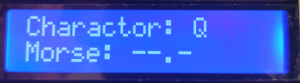 Charactor: Q
Morse: --.-